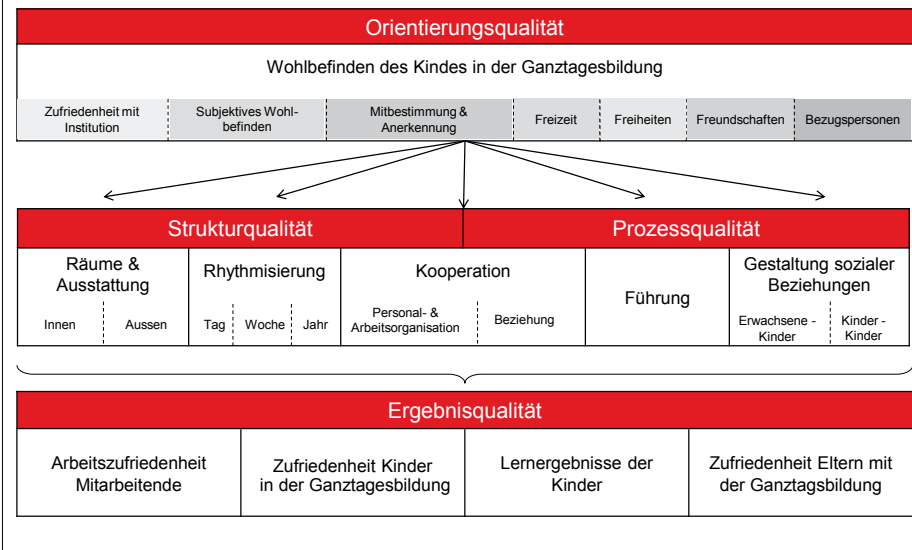 Orientierungsqualität
Wohlbefinden des Kindes in der Ganztagesbildung
Zufriedenheit mit
Institution
Subjektives Wohl-
befinden
Mitbestimmung &
Anerkennung
Freizeit
Freiheiten
Freundschaften
Bezugspersonen
Strukturqualität
Prozessqualität
Räume &
Ausstattung
Innen
Aussen
Rhythmisierung
Tag
Woche
Jahr
Kooperation
Personal- &
Arbeitsorganisation
Beziehung
Führung
Gestaltung sozialer
Beziehungen
Erwachsene -
Kinder
Kinder -
Kinder
Ergebnisqualität
Arbeitszufriedenheit
Mitarbeitende
Zufriedenheit Kinder
in der Ganztagesbildung
Lernergebnisse der
Kinder
Zufriedenheit Eltern mit
der Ganztagsbildung